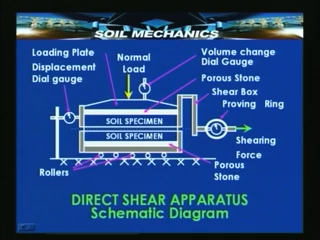 SOIL MECHANICS
Loading Plate
Displacement
Dial gauge
Normal
Load
Volume change
Dial Gauge
Porous Stone
Shear Box
Proving Ring
SOIL SPECIMEN
SOIL SPECIMEN
Shearing
Force
Rollers
Porous
Stone
DIRECT SHEAR APPARATUS
Schematic Diagram